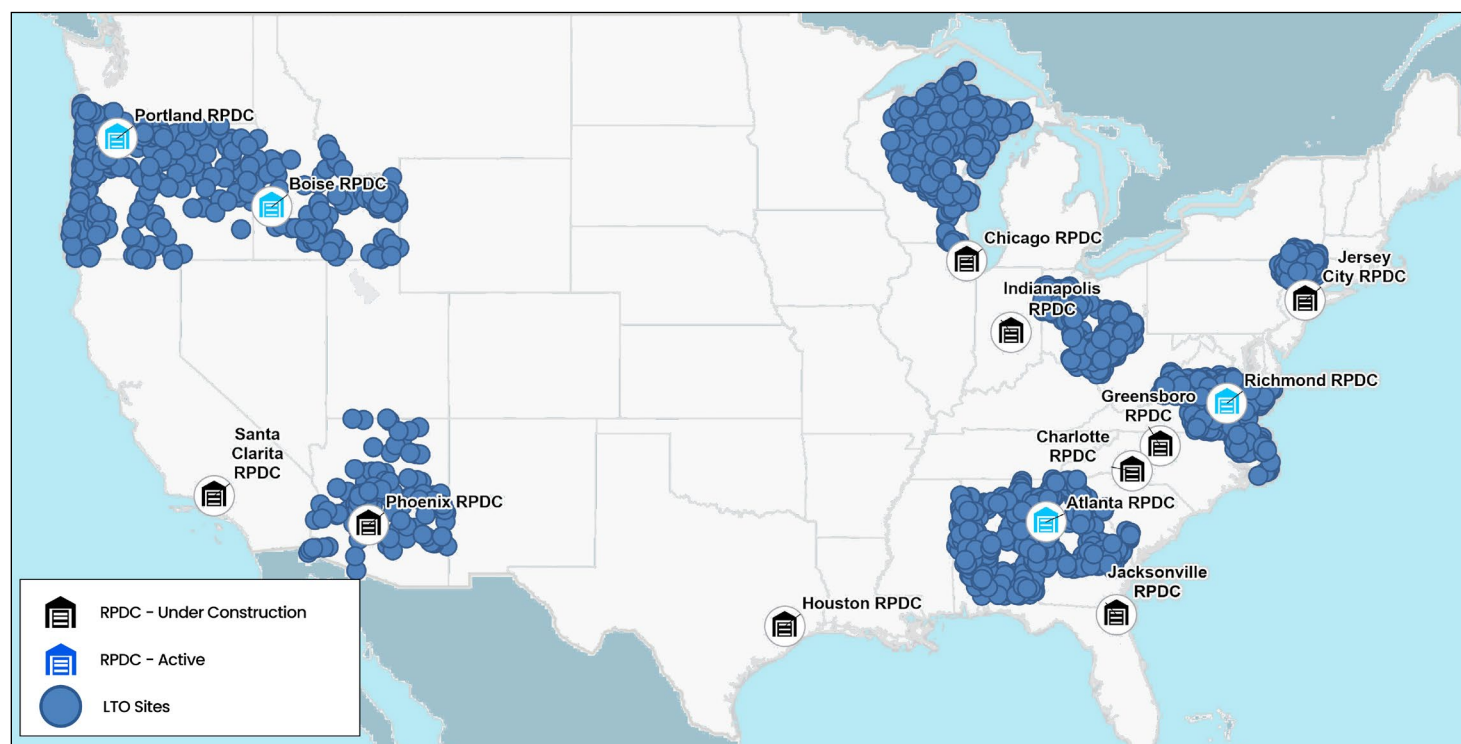 Portland RPDC
Boise RPDC
Chicago RPDC
Jersey
City RPDC
Indianapolis
RPDC
Richmond RPDC
Greensboro
RPDC
Charlotte
RPDC
Santa
Clarita
RPDC
Phoenix RPDC
Atlanta RPDC
Jacksonville
RPDC
Houston RPDC
RPDC - Under Construction
RPDC - Active
LTO Sites